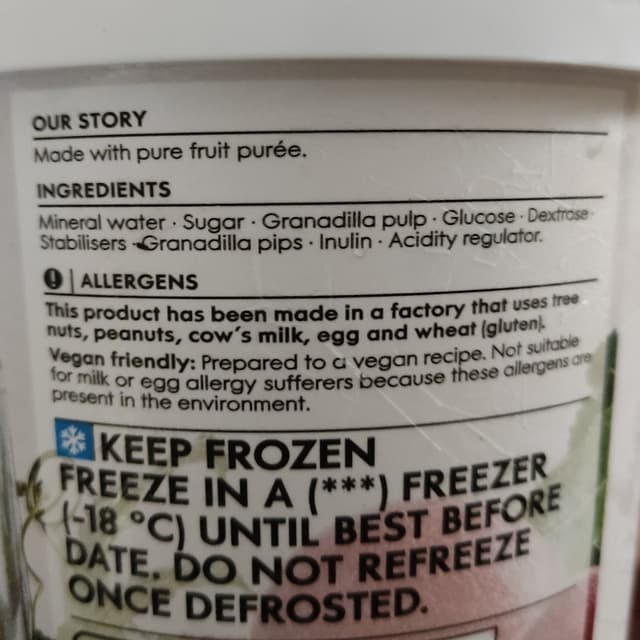 OUR STORY
Made with pure fruit purée.
INGREDIENTS
Mineral water · Sugar · Granadilla pulp · Glucose · Dextrose ·
Stabilisers · Granadilla pips · Inulin · Acidity regulator.
! | ALLERGENS
This product has been made in a factory that uses tree
nuts, peanuts, cow's milk, egg and wheat (gluten).
Vegan friendly: Prepared to a vegan recipe. Not suitable
for milk or egg allergy sufferers because these allergens are
present in the environment.
KEEP FROZEN
FREEZE IN A (***) FREEZER
(-18 °C) UNTIL BEST BEFORE
DATE. DO NOT REFREEZE
ONCE DEFROSTED.